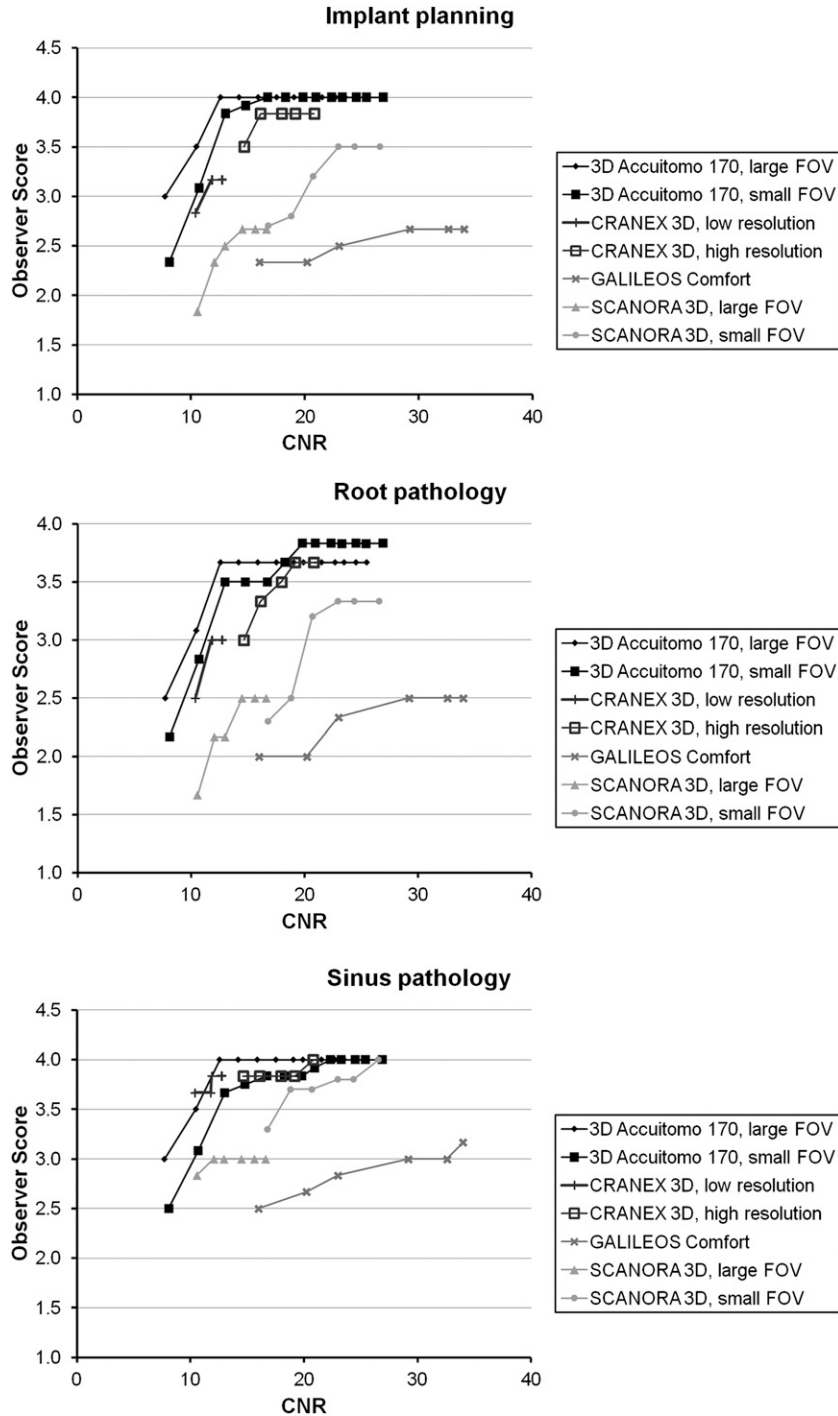 Implant planning
4.5
4.0
3.5
3.0
2.5
2.0
1.5
1.0
Observer Score
0 10 20 30 40
CNR
3D Accuitomo 170, large FOV
3D Accuitomo 170, small FOV
CRANEX 3D, low resolution
CRANEX 3D, high resolution
GALILEOS Comfort
SCANORA 3D, large FOV
SCANORA 3D, small FOV
Root pathology
4.0
3.5
3.0
2.5
2.0
1.5
1.0
Observer Score
0 10 20 30 40
CNR
3D Accuitomo 170, large FOV
3D Accuitomo 170, small FOV
CRANEX 3D, low resolution
CRANEX 3D, high resolution
GALILEOS Comfort
SCANORA 3D, large FOV
SCANORA 3D, small FOV
Sinus pathology
4.5
4.0
3.5
3.0
2.5
2.0
1.5
1.0
Observer Score
0 10 20 30 40
CNR
3D Accuitomo 170, large FOV
3D Accuitomo 170, small FOV
CRANEX 3D, low resolution
CRANEX 3D, high resolution
GALILEOS Comfort
SCANORA 3D, large FOV
SCANORA 3D, small FOV